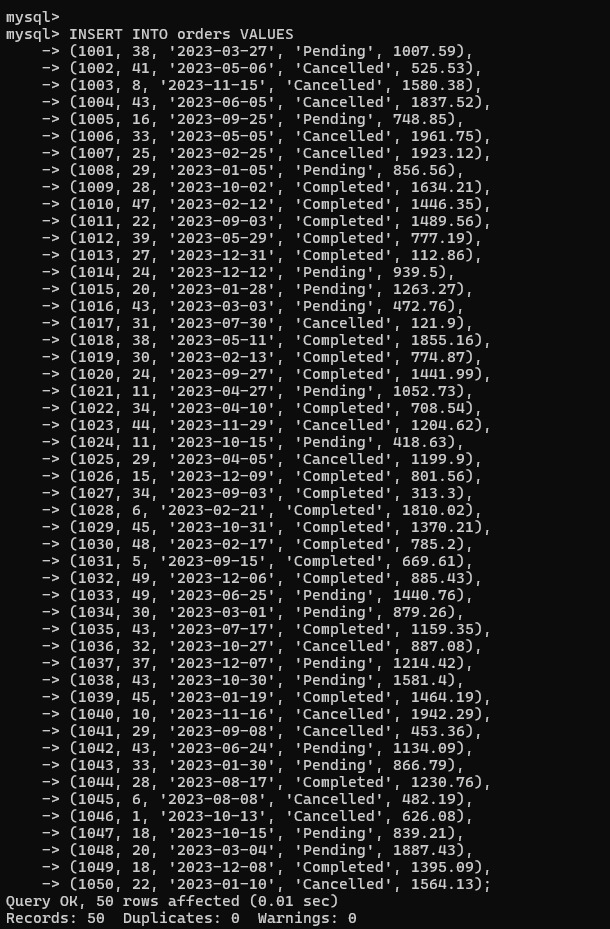 mysql>
mysql> INSERT INTO orders VALUES
    -> (1001, 38, '2023-03-27', 'Pending', 1007.59),
    -> (1002, 41, '2023-05-06', 'Cancelled', 525.53),
    -> (1003, 8, '2023-11-15', 'Cancelled', 1580.38),
    -> (1004, 43, '2023-06-05', 'Cancelled', 1837.52),
    -> (1005, 16, '2023-09-25', 'Pending', 748.85),
    -> (1006, 33, '2023-05-05', 'Cancelled', 1961.75),
    -> (1007, 25, '2023-02-25', 'Cancelled', 1923.12),
    -> (1008, 29, '2023-01-05', 'Pending', 856.56),
    -> (1009, 28, '2023-10-02', 'Completed', 1634.21),
    -> (1010, 47, '2023-02-12', 'Completed', 1446.35),
    -> (1011, 22, '2023-09-03', 'Completed', 1489.56),
    -> (1012, 39, '2023-05-29', 'Completed', 777.19),
    -> (1013, 27, '2023-12-31', 'Completed', 112.86),
    -> (1014, 24, '2023-12-12', 'Pending', 939.5),
    -> (1015, 20, '2023-01-28', 'Pending', 1263.27),
    -> (1016, 43, '2023-03-03', 'Pending', 472.76),
    -> (1017, 31, '2023-07-30', 'Cancelled', 121.9),
    -> (1018, 38, '2023-05-11', 'Completed', 1855.16),
    -> (1019, 30, '2023-02-13', 'Completed', 774.87),
    -> (1020, 24, '2023-09-27', 'Completed', 1441.99),
    -> (1021, 11, '2023-04-27', 'Pending', 1052.73),
    -> (1022, 34, '2023-04-10', 'Completed', 708.54),
    -> (1023, 44, '2023-11-29', 'Cancelled', 1204.62),
    -> (1024, 11, '2023-10-15', 'Pending', 418.63),
    -> (1025, 29, '2023-04-05', 'Cancelled', 1199.9),
    -> (1026, 15, '2023-12-09', 'Completed', 801.56),
    -> (1027, 34, '2023-09-03', 'Completed', 313.3),
    -> (1028, 6, '2023-02-21', 'Completed', 1810.02),
    -> (1029, 45, '2023-10-31', 'Completed', 1370.21),
    -> (1030, 48, '2023-02-17', 'Completed', 785.2),
    -> (1031, 5, '2023-09-15', 'Completed', 669.61),
    -> (1032, 49, '2023-12-06', 'Completed', 885.43),
    -> (1033, 49, '2023-06-25', 'Pending', 1440.76),
    -> (1034, 30, '2023-03-01', 'Pending', 879.26),
    -> (1035, 43, '2023-07-17', 'Completed', 1159.35),
    -> (1036, 32, '2023-10-27', 'Cancelled', 887.08),
    -> (1037, 37, '2023-12-07', 'Pending', 1214.42),
    -> (1038, 43, '2023-10-30', 'Pending', 1581.4),
    -> (1039, 45, '2023-01-19', 'Completed', 1464.19),
    -> (1040, 10, '2023-11-16', 'Cancelled', 1942.29),
    -> (1041, 29, '2023-09-08', 'Cancelled', 453.36),
    -> (1042, 43, '2023-06-24', 'Pending', 1134.09),
    -> (1043, 33, '2023-01-30', 'Pending', 866.79),
    -> (1044, 28, '2023-08-17', 'Completed', 1230.76),
    -> (1045, 6, '2023-08-08', 'Cancelled', 482.19),
    -> (1046, 1, '2023-10-13', 'Cancelled', 626.08),
    -> (1047, 18, '2023-10-15', 'Pending', 839.21),
    -> (1048, 20, '2023-03-04', 'Pending', 1887.43),
    -> (1049, 18, '2023-12-08', 'Completed', 1395.09),
    -> (1050, 22, '2023-01-10', 'Cancelled', 1564.13);
Query OK, 50 rows affected (0.01 sec)
Records: 50  Duplicates: 0  Warnings: 0